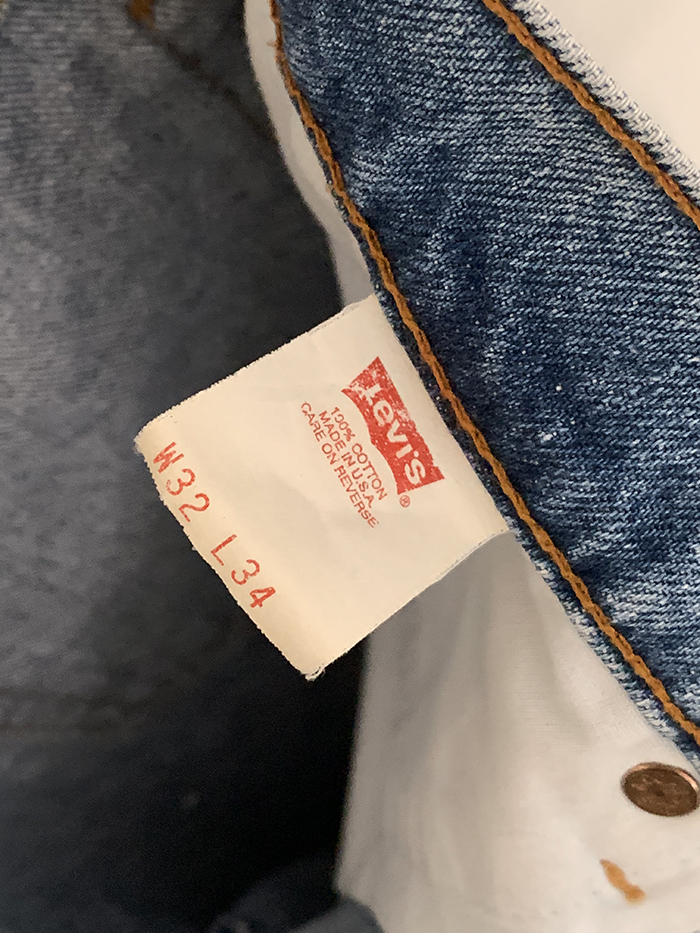 Levi's®
100% COTTON
MADE IN U.S.A.
CARE ON REVERSE
W32 L34